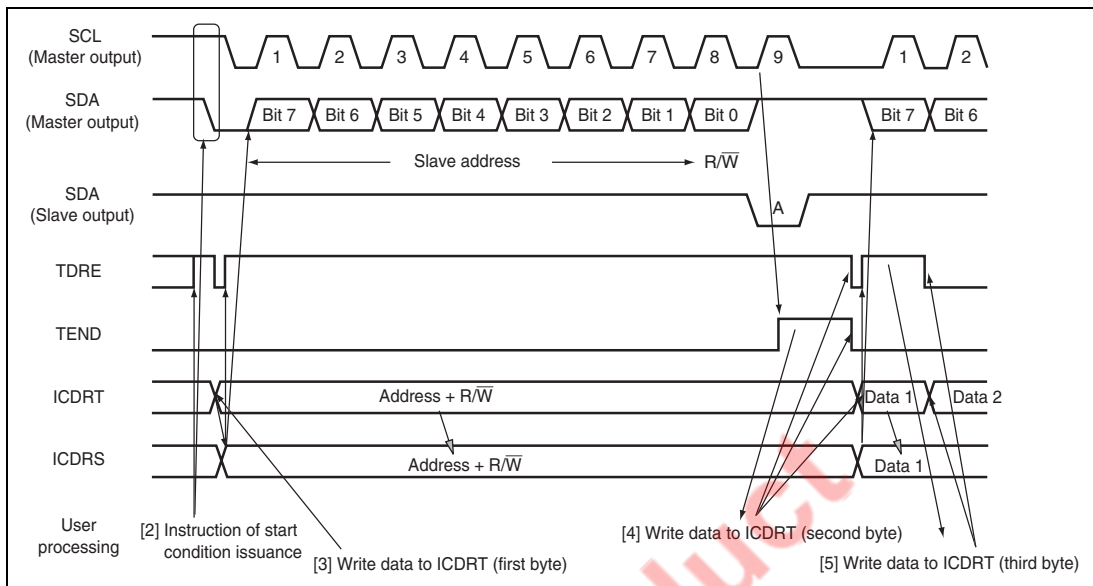 SCL
(Master output)
1 2 3 4 5 6 7 8 9 1 2
SDA
(Master output)
Bit 7 Bit 6 Bit 5 Bit 4 Bit 3 Bit 2 Bit 1 Bit 0 Bit 7 Bit 6
Slave address R/W̅
SDA
(Slave output)
A
TDRE
TEND
ICDRT
Address + R/W̅ Data 1 Data 2
ICDRS
Address + R/W̅ Data 1
User
processing
[2] Instruction of start
condition issuance
[3] Write data to ICDRT (first byte)
[4] Write data to ICDRT (second byte)
[5] Write data to ICDRT (third byte)